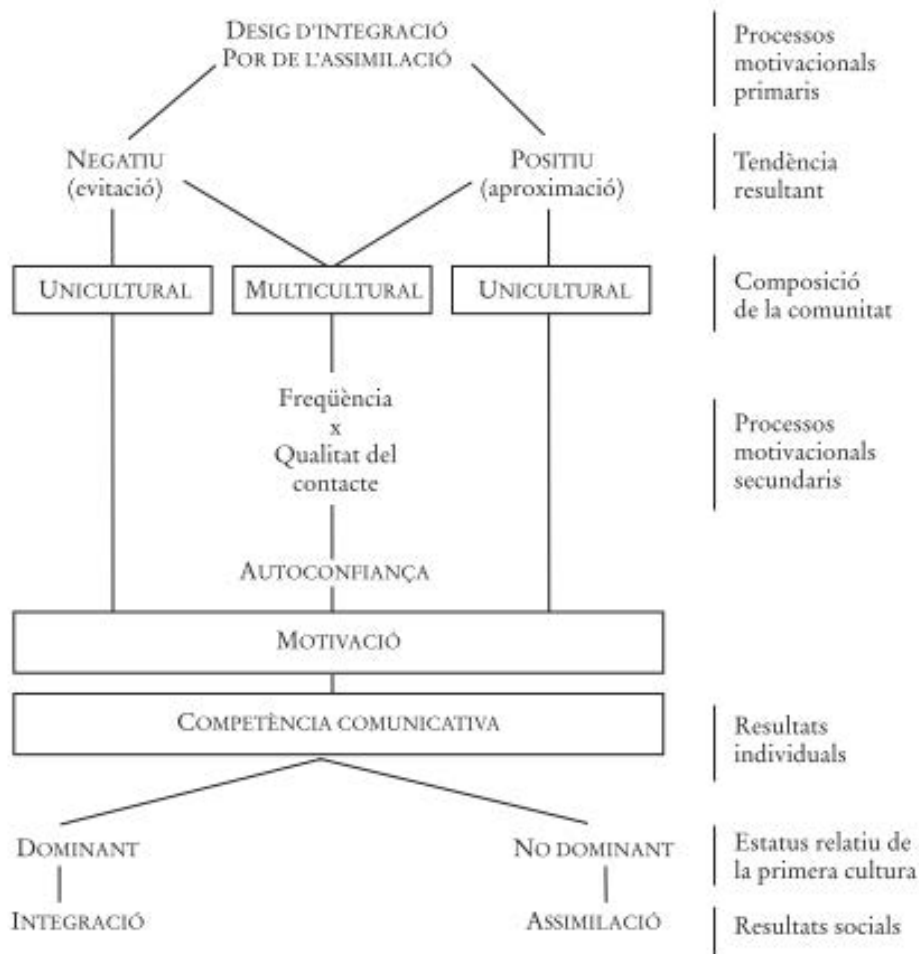 DESIG D'INTEGRACIÓ
POR DE L'ASSIMILACIÓ
Processos
motivacionals
primaris
NEGATIU
(evitació)
POSITIU
(aproximació)
Tendència
resultant
UNICULTURAL
MULTICULTURAL
UNICULTURAL
Composició
de la comunitat
Freqüència
x
Qualitat del
contacte
Processos
motivacionals
secundaris
AUTOCONFIANÇA
MOTIVACIÓ
COMPETÈNCIA COMUNICATIVA
Resultats
individuals
DOMINANT
NO DOMINANT
Estatus relatiu de
la primera cultura
INTEGRACIÓ
ASSIMILACIÓ
Resultats socials